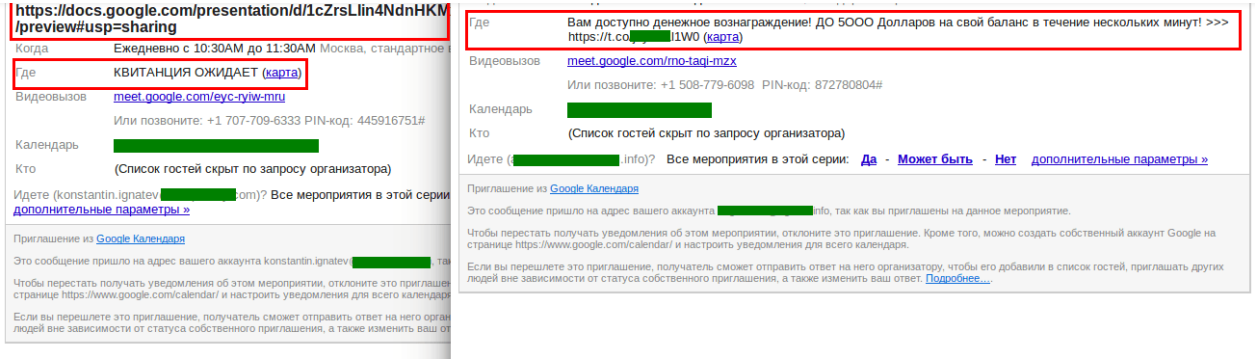 https://docs.google.com/presentation/d/1cZrsLlin4NdnHKM
/preview#usp=sharing
Когда Ежедневно с 10:30AM до 11:30AM Москва, стандартное
Где КВИТАНЦИЯ ОЖИДАЕТ (карта)
Видеовызов meet.google.com/eyc-ryiw-mru
Или позвоните: +1 707-709-6333 PIN-код: 445916751#
Календарь
Кто (Список гостей скрыт по запросу организатора)
Идете (konstantin.ignatev com)? Все мероприятия в этой серии
дополнительные параметры »
Приглашение из Google Календаря
Это сообщение пришло на адрес вашего аккаунта konstantin.ignatev , так
Чтобы перестать получать уведомления об этом мероприятии, отклоните это приглашен
странице https://www.google.com/calendar/ и настроить уведомления для всего календаря
Если вы перешлете это приглашение, получатель сможет отправить ответ на него орган
людей вне зависимости от статуса собственного приглашения, а также изменить ваш от
Где Вам доступно денежное вознаграждение! ДО 5OOO Долларов на свой баланс в течение нескольких минут! >>>
https://t.co l1W0 (карта)
Видеовызов meet.google.com/rno-taqi-mzx
Или позвоните: +1 508-779-6098 PIN-код: 872780804#
Календарь
Кто (Список гостей скрыт по запросу организатора)
Идете ( .info)? Все мероприятия в этой серии: Да - Может быть - Нет дополнительные параметры »
Приглашение из Google Календаря
Это сообщение пришло на адрес вашего аккаунта info, так как вы приглашены на данное мероприятие.
Чтобы перестать получать уведомления об этом мероприятии, отклоните это приглашение. Кроме того, можно создать собственный аккаунт Google на
странице https://www.google.com/calendar/ и настроить уведомления для всего календаря.
Если вы перешлете это приглашение, получатель сможет отправить ответ на него организатору, чтобы его добавили в список гостей, приглашать других
людей вне зависимости от статуса собственного приглашения, а также изменить ваш ответ. Подробнее....